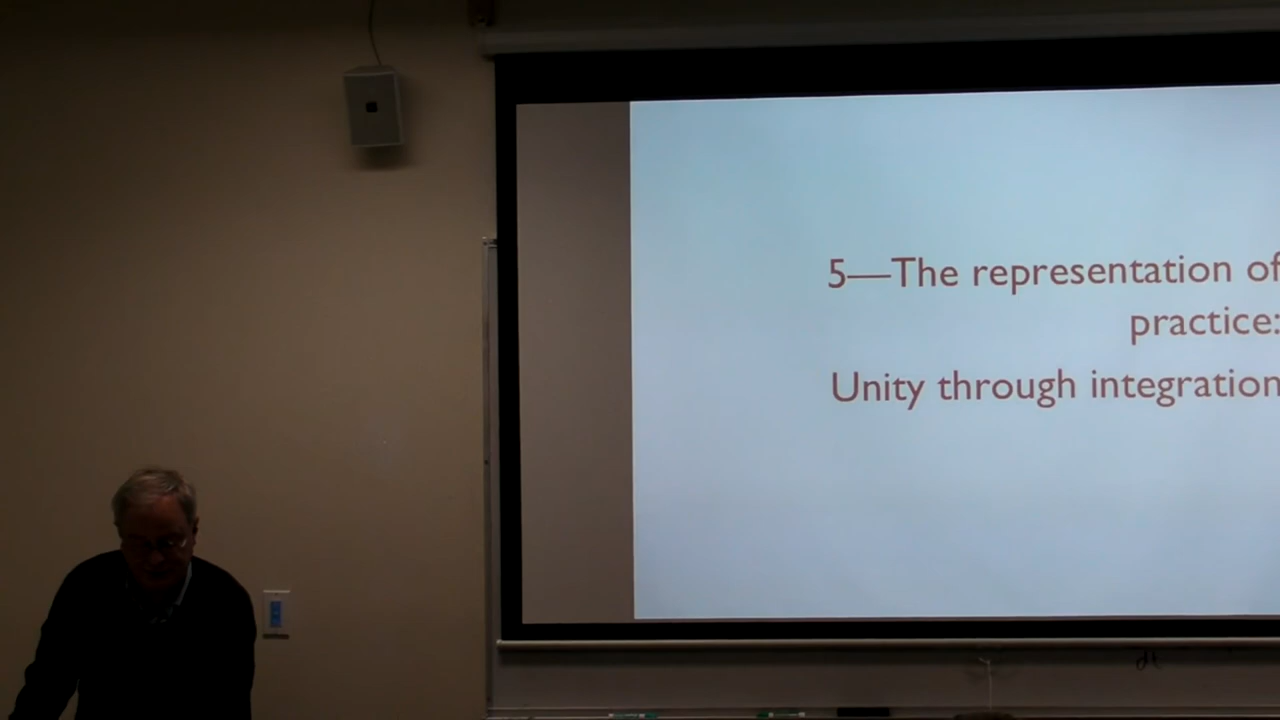 5—The representation of
practice:
Unity through integration